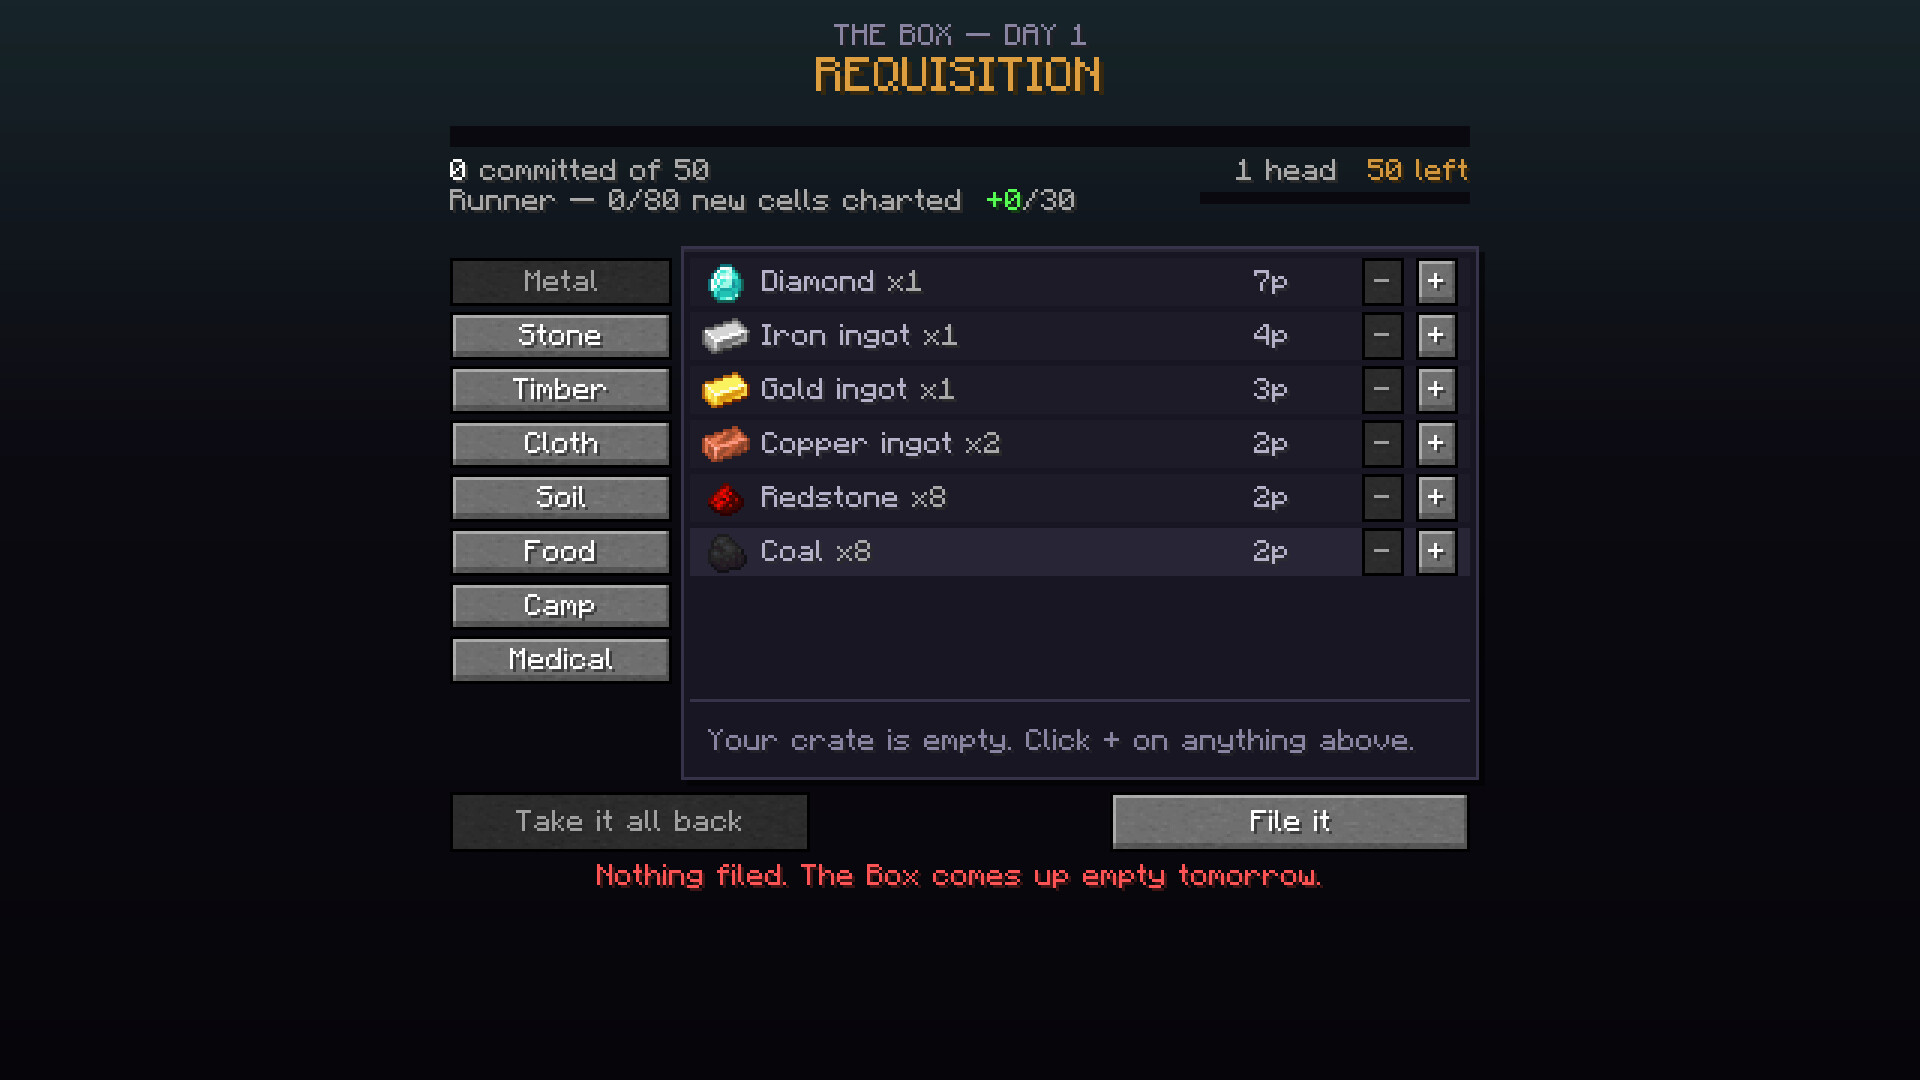 THE BOX — DAY 1
REQUISITION
0 committed of 50 1 head 50 left
Runner — 0/80 new cells charted +0/30
Metal
Stone
Timber
Cloth
Soil
Food
Camp
Medical
Diamond x1 7p − +
Iron ingot x1 4p − +
Gold ingot x1 3p − +
Copper ingot x2 2p − +
Redstone x8 2p − +
Coal x8 2p − +
Your crate is empty. Click + on anything above.
Take it all back File it
Nothing filed. The Box comes up empty tomorrow.